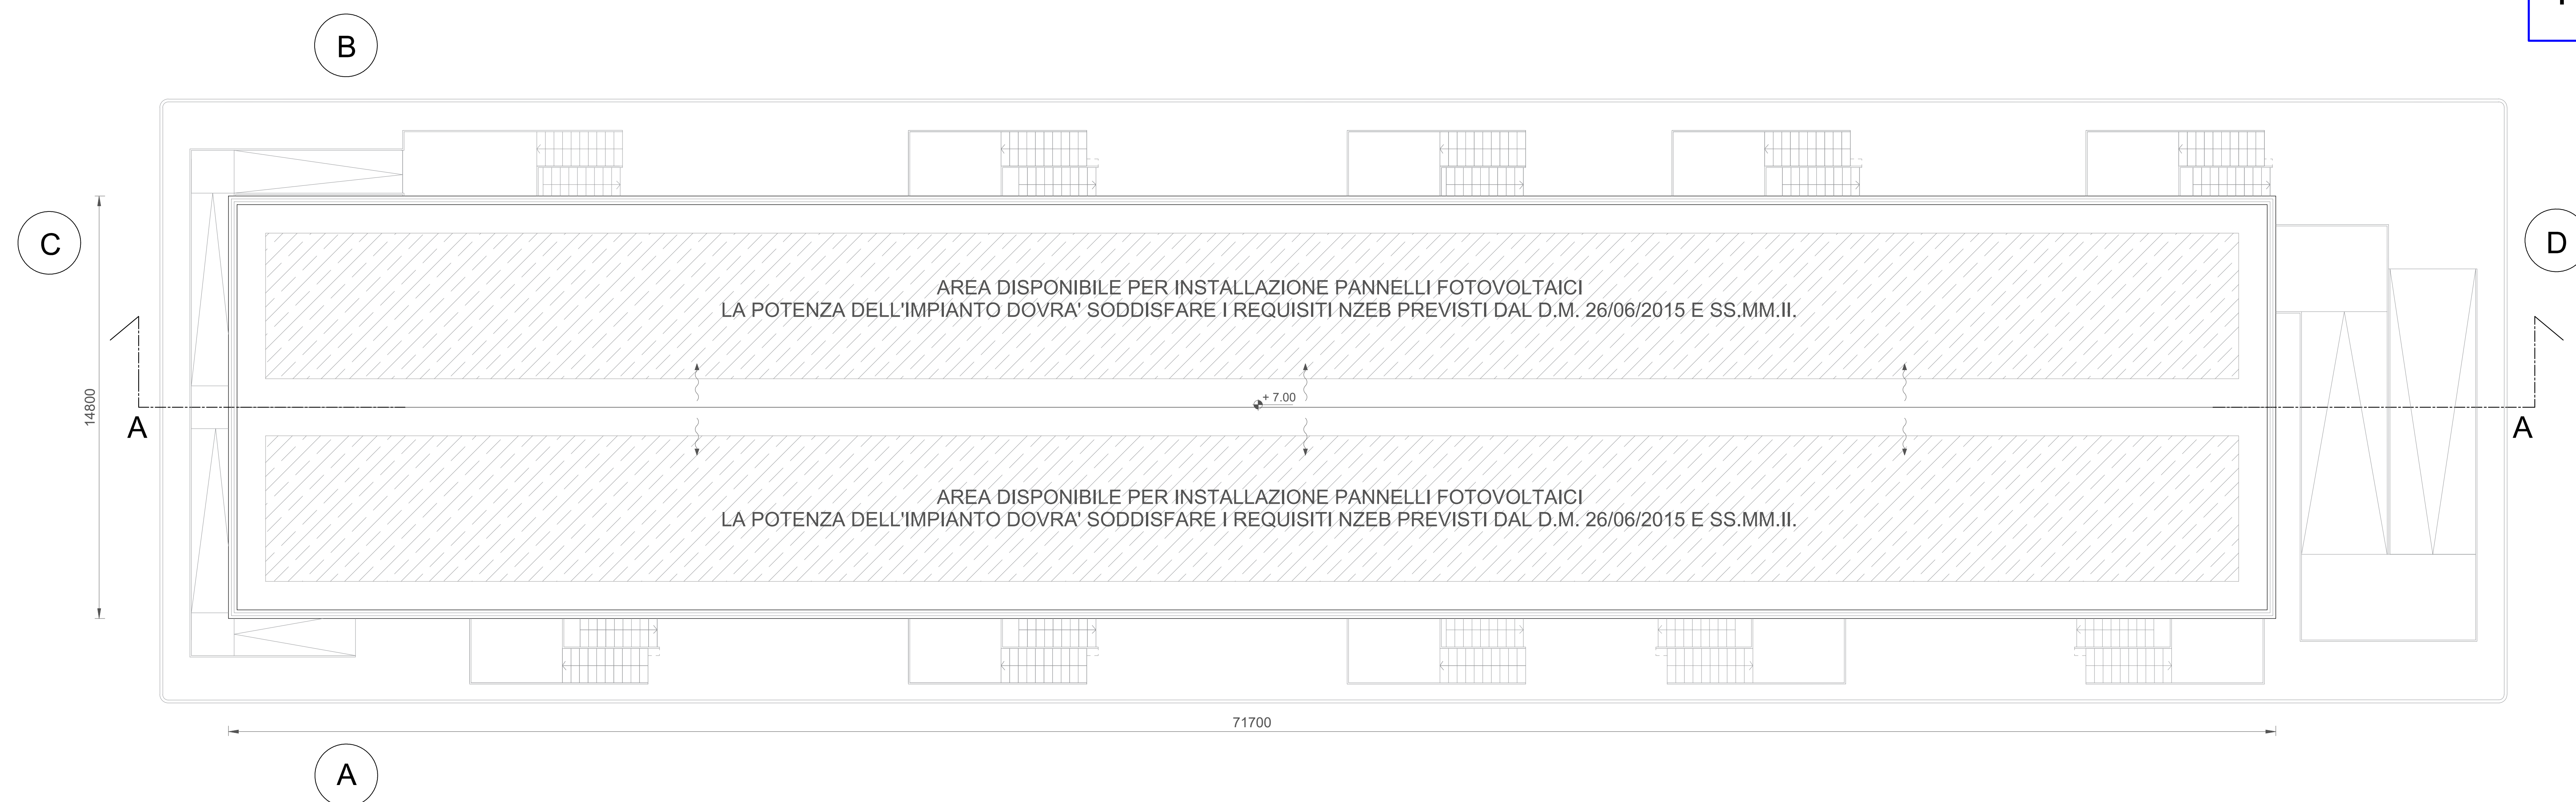 B
C
D
AREA DISPONIBILE PER INSTALLAZIONE PANNELLI FOTOVOLTAICI
LA POTENZA DELL'IMPIANTO DOVRA' SODDISFARE I REQUISITI NZEB PREVISTI DAL D.M. 26/06/2015 E SS.MM.II.
+ 7.00
14800
A
A
AREA DISPONIBILE PER INSTALLAZIONE PANNELLI FOTOVOLTAICI
LA POTENZA DELL'IMPIANTO DOVRA' SODDISFARE I REQUISITI NZEB PREVISTI DAL D.M. 26/06/2015 E SS.MM.II.
71700
A